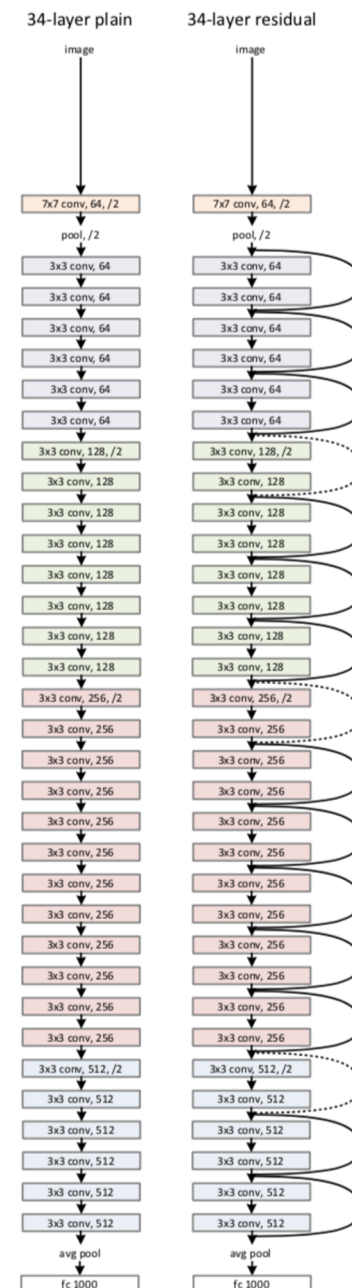 34-layer plain
image
7x7 conv, 64, /2
pool, /2
3x3 conv, 64
3x3 conv, 64
3x3 conv, 64
3x3 conv, 64
3x3 conv, 64
3x3 conv, 64
3x3 conv, 128, /2
3x3 conv, 128
3x3 conv, 128
3x3 conv, 128
3x3 conv, 128
3x3 conv, 128
3x3 conv, 128
3x3 conv, 128
3x3 conv, 256, /2
3x3 conv, 256
3x3 conv, 256
3x3 conv, 256
3x3 conv, 256
3x3 conv, 256
3x3 conv, 256
3x3 conv, 256
3x3 conv, 256
3x3 conv, 256
3x3 conv, 256
3x3 conv, 256
3x3 conv, 512, /2
3x3 conv, 512
3x3 conv, 512
3x3 conv, 512
3x3 conv, 512
3x3 conv, 512
avg pool
fc 1000
34-layer residual
image
7x7 conv, 64, /2
pool, /2
3x3 conv, 64
3x3 conv, 64
3x3 conv, 64
3x3 conv, 64
3x3 conv, 64
3x3 conv, 64
3x3 conv, 128, /2
3x3 conv, 128
3x3 conv, 128
3x3 conv, 128
3x3 conv, 128
3x3 conv, 128
3x3 conv, 128
3x3 conv, 128
3x3 conv, 256, /2
3x3 conv, 256
3x3 conv, 256
3x3 conv, 256
3x3 conv, 256
3x3 conv, 256
3x3 conv, 256
3x3 conv, 256
3x3 conv, 256
3x3 conv, 256
3x3 conv, 256
3x3 conv, 256
3x3 conv, 512, /2
3x3 conv, 512
3x3 conv, 512
3x3 conv, 512
3x3 conv, 512
3x3 conv, 512
avg pool
fc 1000